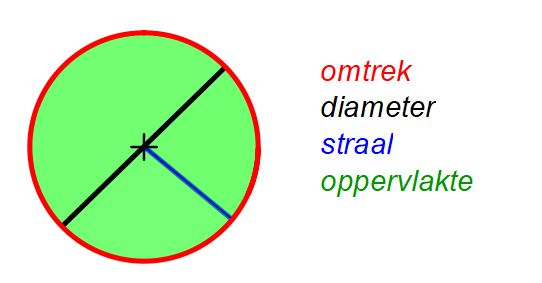 omtrek
diameter
straal
oppervlakte